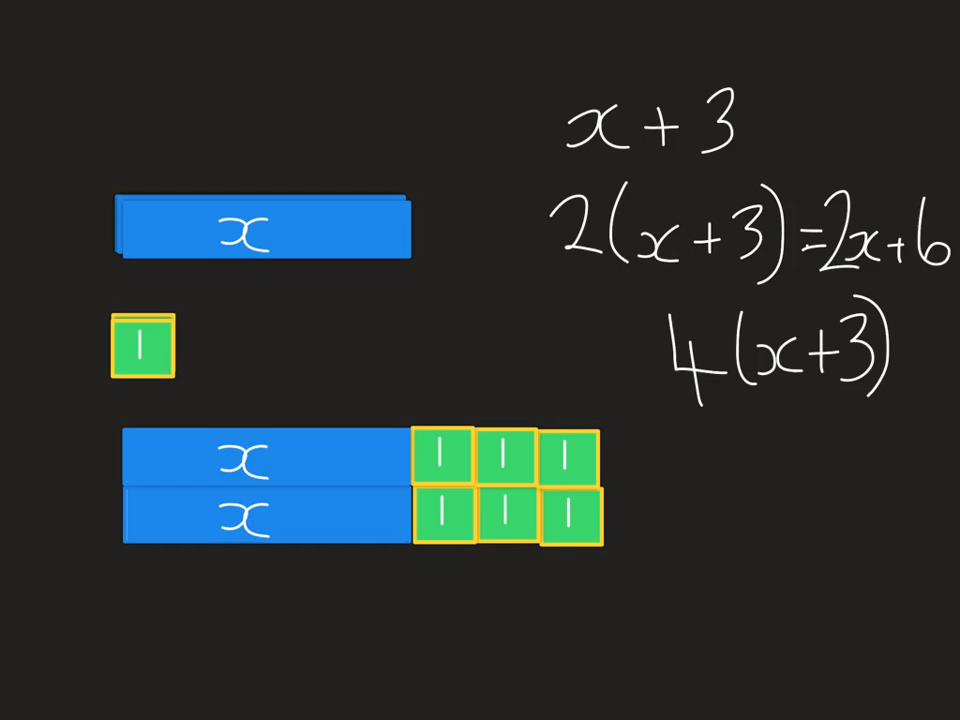 x + 3
2(x+3)=2x+6
x
4(x+3)
1
x 1 1 1
x 1 1 1